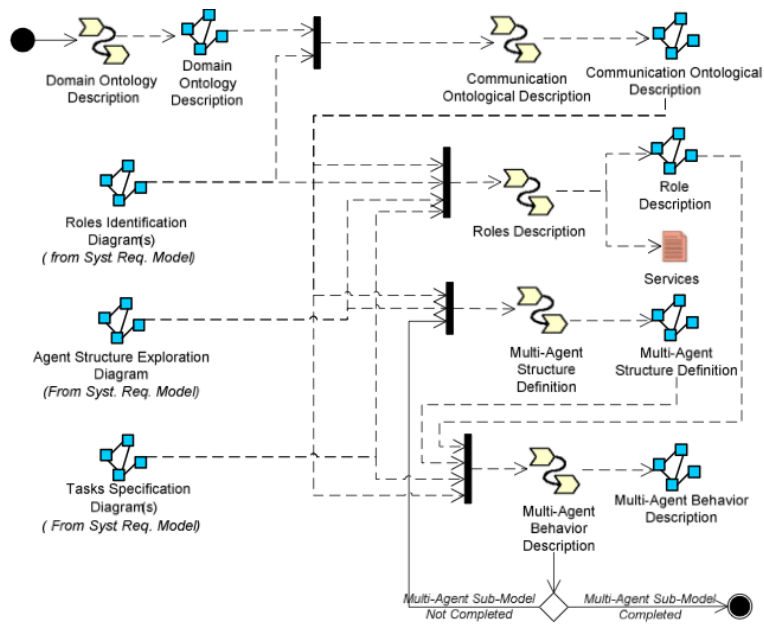 Domain Ontology
Description
Domain
Ontology
Description
Communication
Ontological Description
Communication Ontological
Description
Roles Identification
Diagram(s)
( from Syst. Req. Model)
Roles Description
Role
Description
Services
Agent Structure Exploration
Diagram
(From Syst. Req. Model)
Multi-Agent
Structure
Definition
Multi-Agent
Structure Definition
Tasks Specification
Diagram(s)
( From Syst Req. Model)
Multi-Agent
Behavior
Description
Multi-Agent Behavior
Description
Multi-Agent Sub-Model
Not Completed
Multi-Agent Sub-Model
Completed